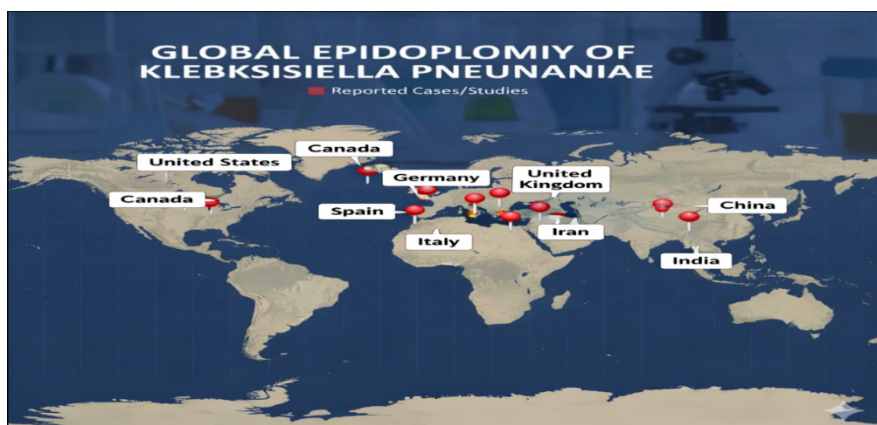 GLOBAL EPIDOPLOMIY OF
KLEBKSISIELLA PNEUNANIAE
Reported Cases/Studies
Canada
United States
Germany
United
Kingdom
Canada
Spain
China
Italy
Iran
India